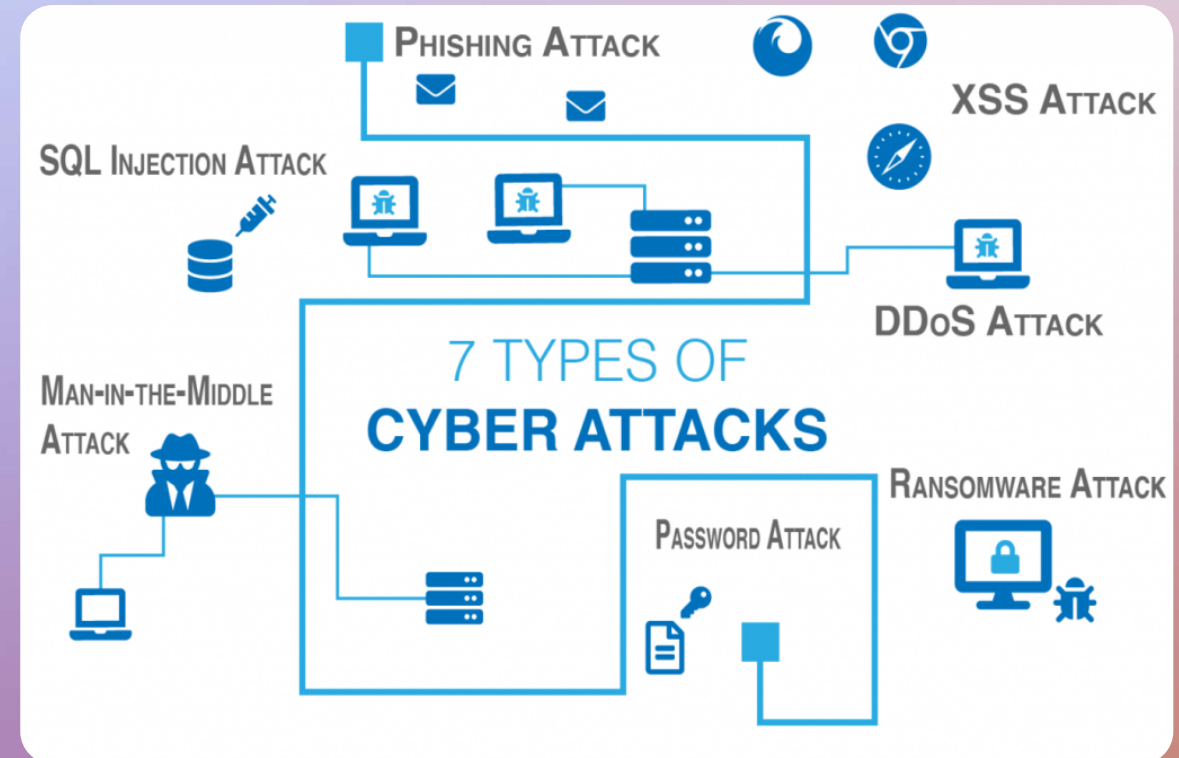 PHISHING ATTACK
XSS ATTACK
SQL INJECTION ATTACK
DDoS ATTACK
7 TYPES OF
CYBER ATTACKS
MAN-IN-THE-MIDDLE
ATTACK
RANSOMWARE ATTACK
PASSWORD ATTACK